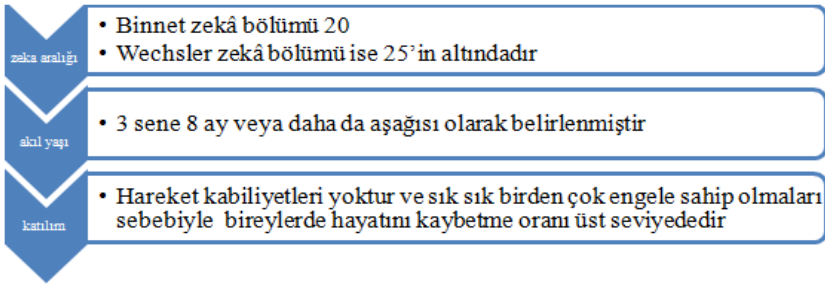 zeka aralığı
• Binnet zekâ bölümü 20
• Wechsler zekâ bölümü ise 25’in altındadır
akıl yaşı
• 3 sene 8 ay veya daha da aşağısı olarak belirlenmiştir
katılım
• Hareket kabiliyetleri yoktur ve sık sık birden çok engele sahip olmaları
sebebiyle bireylerde hayatını kaybetme oranı üst seviyededir